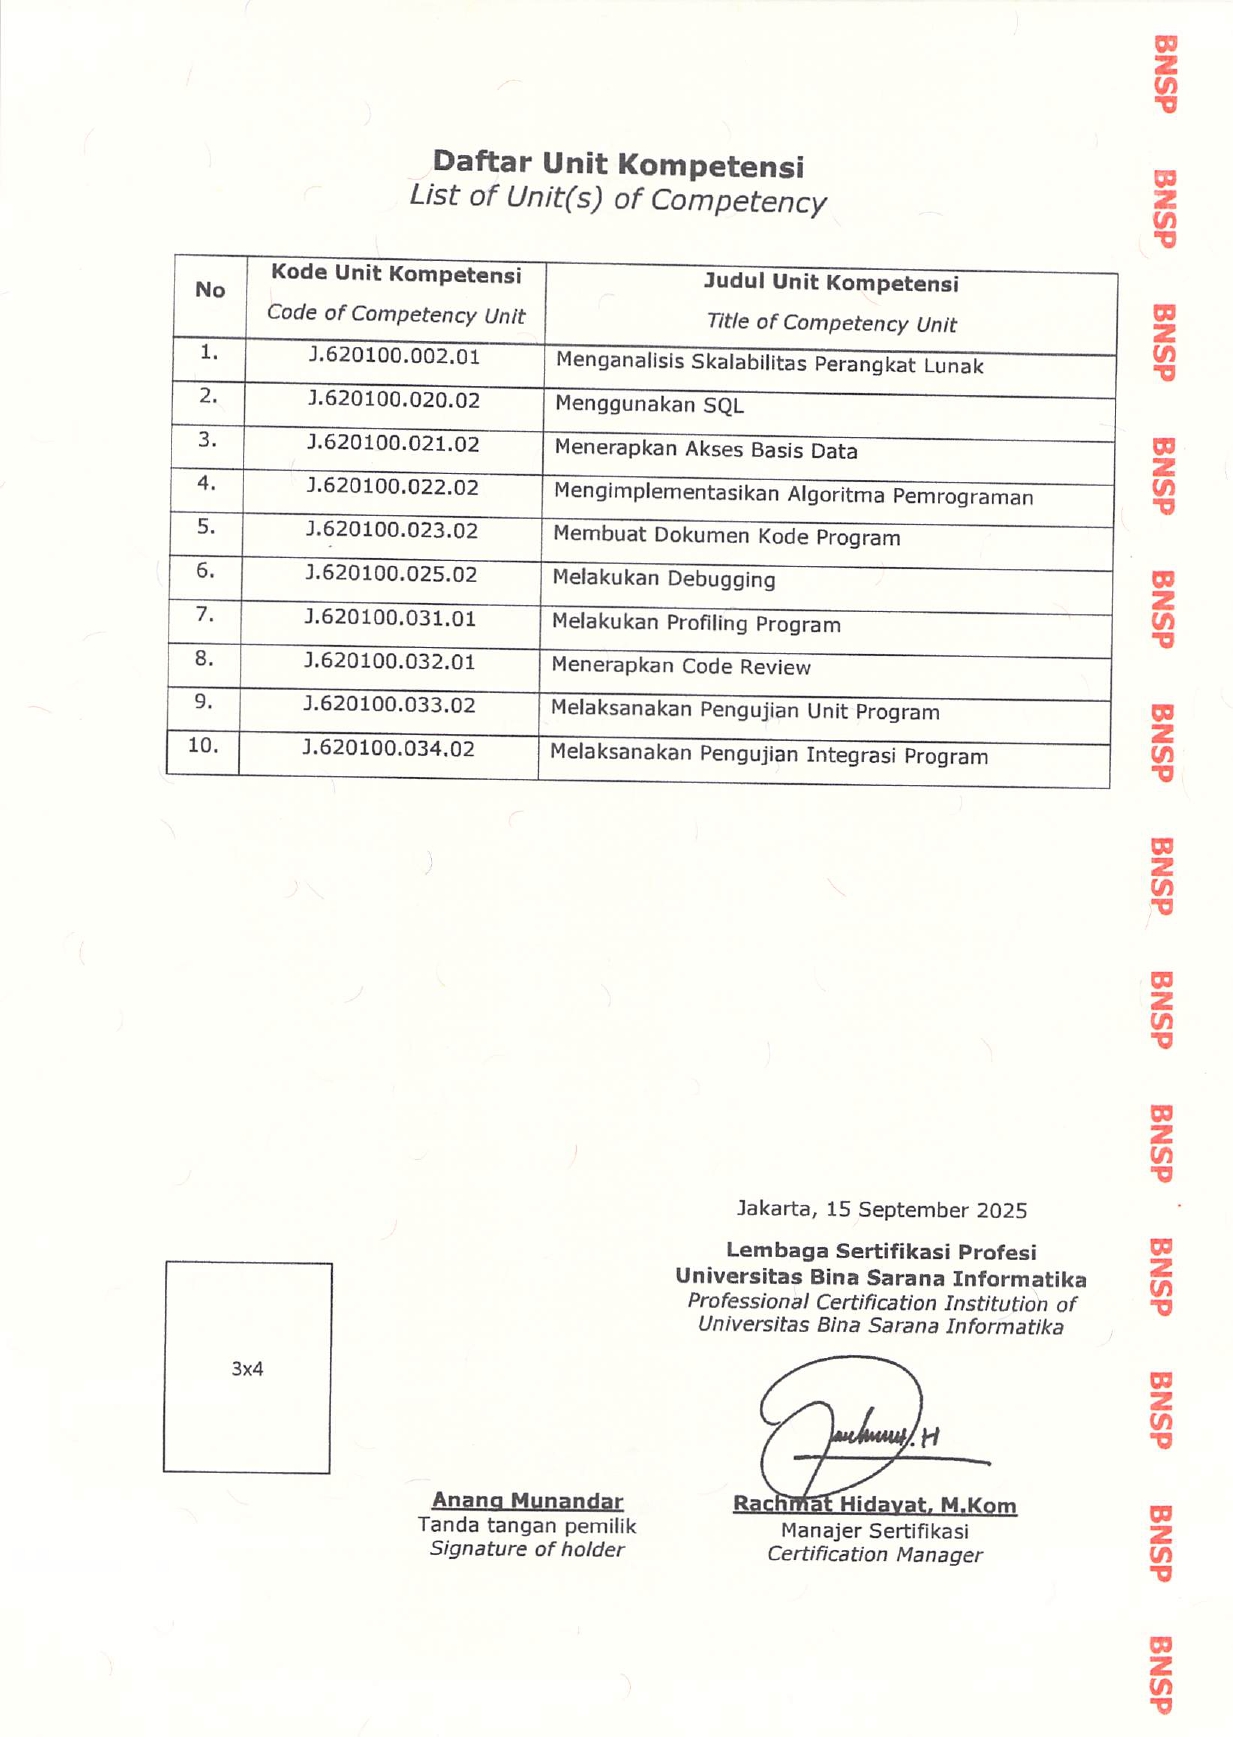 Daftar Unit Kompetensi
List of Unit(s) of Competency
No
Kode Unit Kompetensi
Code of Competency Unit
Judul Unit Kompetensi
Title of Competency Unit
1. J.620100.002.01 Menganalisis Skalabilitas Perangkat Lunak
2. J.620100.020.02 Menggunakan SQL
3. J.620100.021.02 Menerapkan Akses Basis Data
4. J.620100.022.02 Mengimplementasikan Algoritma Pemrograman
5. J.620100.023.02 Membuat Dokumen Kode Program
6. J.620100.025.02 Melakukan Debugging
7. J.620100.031.01 Melakukan Profiling Program
8. J.620100.032.01 Menerapkan Code Review
9. J.620100.033.02 Melaksanakan Pengujian Unit Program
10. J.620100.034.02 Melaksanakan Pengujian Integrasi Program
Jakarta, 15 September 2025
Lembaga Sertifikasi Profesi
Universitas Bina Sarana Informatika
Professional Certification Institution of
Universitas Bina Sarana Informatika
3x4
Anang Munandar
Tanda tangan pemilik
Signature of holder
Rachmat Hidayat, M.Kom
Manajer Sertifikasi
Certification Manager
BNSP
BNSP
BNSP
BNSP
BNSP
BNSP
BNSP
BNSP
BNSP
BNSP
BNSP
BNSP
BNSP